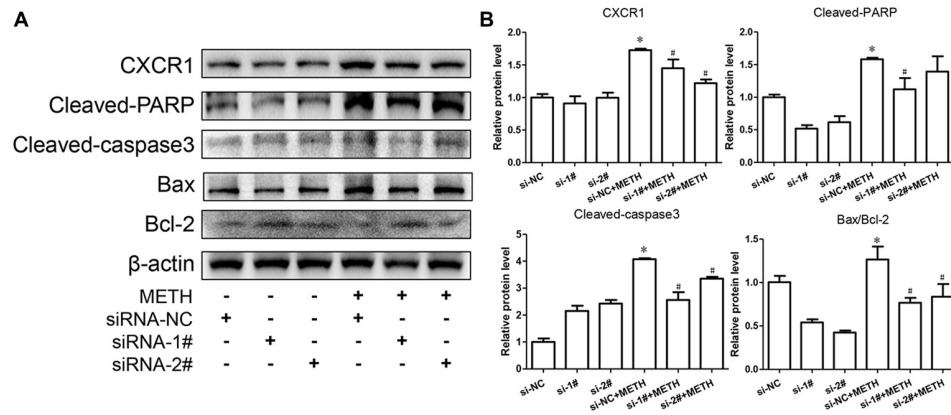 A
CXCR1
Cleaved-PARP
Cleaved-caspase3
Bax
Bcl-2
β-actin
METH - - - + + +
siRNA-NC + - - + - -
siRNA-1# - + - - + -
siRNA-2# - - + - - +
B
CXCR1
Relative protein level
2.0
1.5
1.0
0.5
0.0
*
#
#
si-NC si-1# si-2# si-NC+METH si-1#+METH si-2#+METH
Cleaved-PARP
Relative protein level
2.0
1.5
1.0
0.5
0.0
*
#
si-NC si-1# si-2# si-NC+METH si-1#+METH si-2#+METH
Cleaved-caspase3
Relative protein level
5
4
3
2
1
0
*
#
#
si-NC si-1# si-2# si-NC+METH si-1#+METH si-2#+METH
Bax/Bcl-2
Relative protein level
1.5
1.0
0.5
0.0
*
#
#
si-NC si-1# si-2# si-NC+METH si-1#+METH si-2#+METH